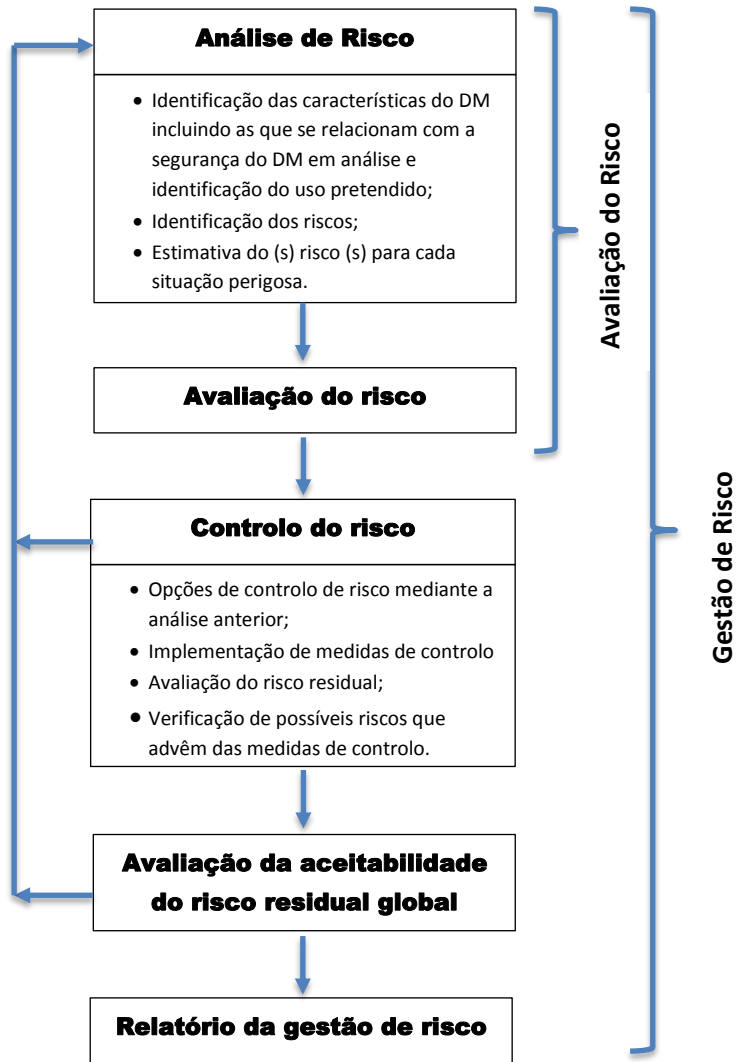 Análise de Risco
• Identificação das características do DM
incluindo as que se relacionam com a
segurança do DM em análise e
identificação do uso pretendido;
• Identificação dos riscos;
• Estimativa do (s) risco (s) para cada
situação perigosa.
Avaliação do risco
Controlo do risco
• Opções de controlo de risco mediante a
análise anterior;
• Implementação de medidas de controlo
• Avaliação do risco residual;
• Verificação de possíveis riscos que
advêm das medidas de controlo.
Avaliação da aceitabilidade
do risco residual global
Relatório da gestão de risco
Avaliação do Risco
Gestão de Risco